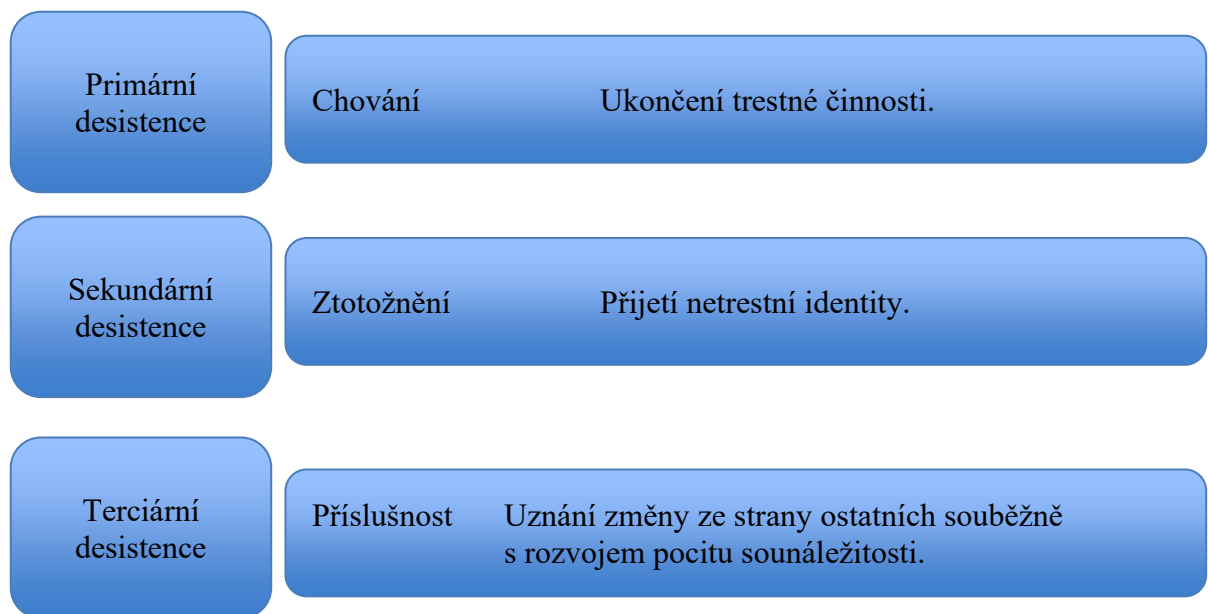 Primární
desistence
Chování Ukončení trestné činnosti.
Sekundární
desistence
Ztotožnění Přijetí netrestní identity.
Terciární
desistence
Příslušnost Uznání změny ze strany ostatních souběžně
s rozvojem pocitu sounáležitosti.